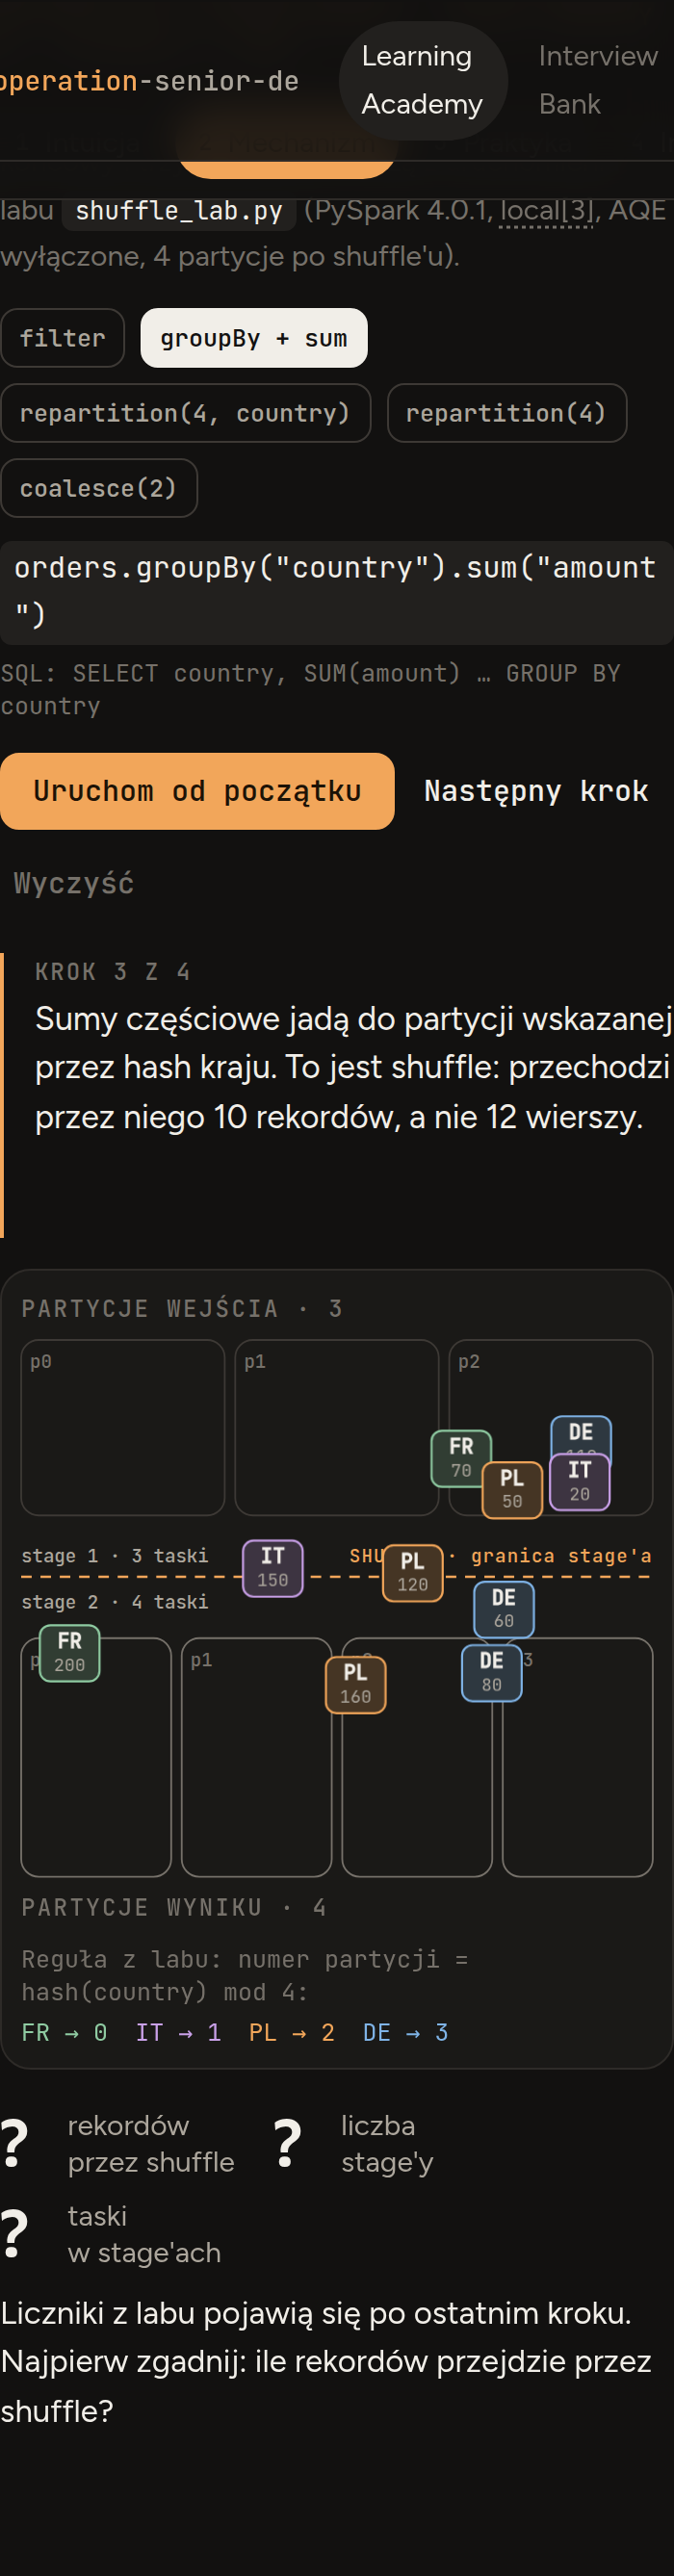 operation-senior-de
Learning
Academy
Interview
Bank
labu shuffle_lab.py (PySpark 4.0.1, local[3], AQE
wyłączone, 4 partycje po shuffle'u).
filter
groupBy + sum
repartition(4, country)
repartition(4)
coalesce(2)
orders.groupBy("country").sum("amount
")
SQL: SELECT country, SUM(amount) … GROUP BY
country
Uruchom od początku
Następny krok
Wyczyść
KROK 3 Z 4
Sumy częściowe jadą do partycji wskazanej
przez hash kraju. To jest shuffle: przechodzi
przez niego 10 rekordów, a nie 12 wierszy.
PARTYCJE WEJŚCIA · 3
p0
p1
p2
FR
70
PL
50
DE
IT
20
stage 1 · 3 taski
IT
150
PL
120
· granica stage'a
stage 2 · 4 taski
DE
60
FR
200
p1
PL
160
DE
80
3
PARTYCJE WYNIKU · 4
Reguła z labu: numer partycji =
hash(country) mod 4:
FR → 0 IT → 1 PL → 2 DE → 3
? rekordów
przez shuffle
? liczba
stage'y
? taski
w stage'ach
Liczniki z labu pojawią się po ostatnim kroku.
Najpierw zgadnij: ile rekordów przejdzie przez
shuffle?